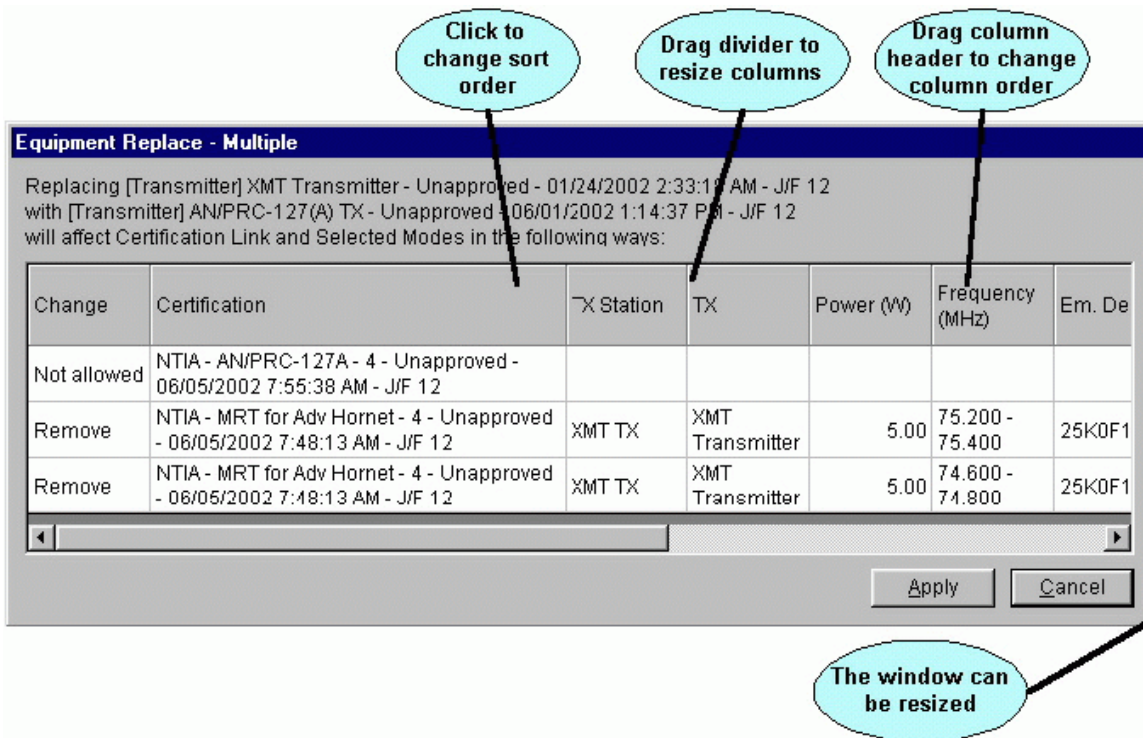 Click to
change sort
order
Drag divider to
resize columns
Drag column
header to change
column order
Equipment Replace - Multiple
Replacing [Transmitter] XMT Transmitter - Unapproved - 01/24/2002 2:33: AM - J/F 12
with [Transmitter] AN/PRC-127(A) TX - Unapproved - 06/01/2002 1:14:37 PM - J/F 12
will affect Certification Link and Selected Modes in the following ways:
Change Certification TX Station TX Power (W) Frequency (MHz) Em. De
Not allowed NTIA - AN/PRC-127A - 4 - Unapproved -
06/05/2002 7:55:38 AM - J/F 12
Remove NTIA - MRT for Adv Hornet - 4 - Unapproved
- 06/05/2002 7:48:13 AM - J/F 12 XMT TX XMT Transmitter 5.00 75.200 - 75.400 25K0F1
Remove NTIA - MRT for Adv Hornet - 4 - Unapproved
- 06/05/2002 7:48:13 AM - J/F 12 XMT TX XMT Transmitter 5.00 74.600 - 74.800 25K0F1
Apply Cancel
The window can
be resized